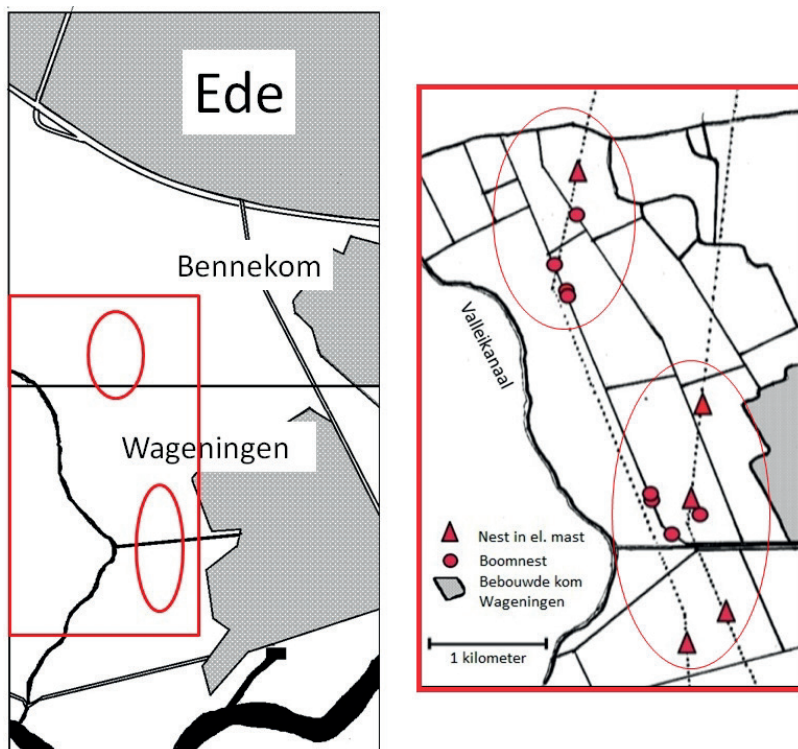 Ede
Bennekom
Wageningen
Valleikanaal
Nest in el. mast
Boomnest
Bebouwde kom
Wageningen
1 kilometer